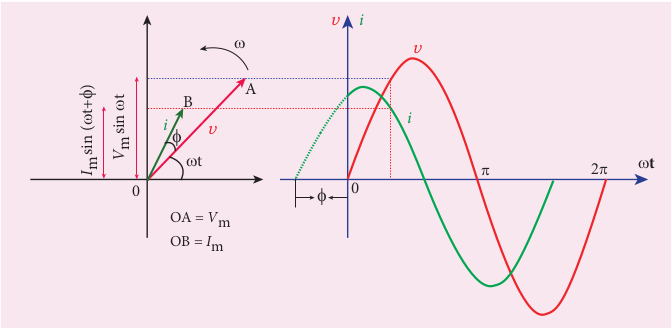 ω
A
B
i
ϕ
υ
ωt
0
I_m sin (ωt+ϕ)
V_m sin ωt
OA = V_m
OB = I_m
υ i
υ
i
π
2π
ωt
0
ϕ